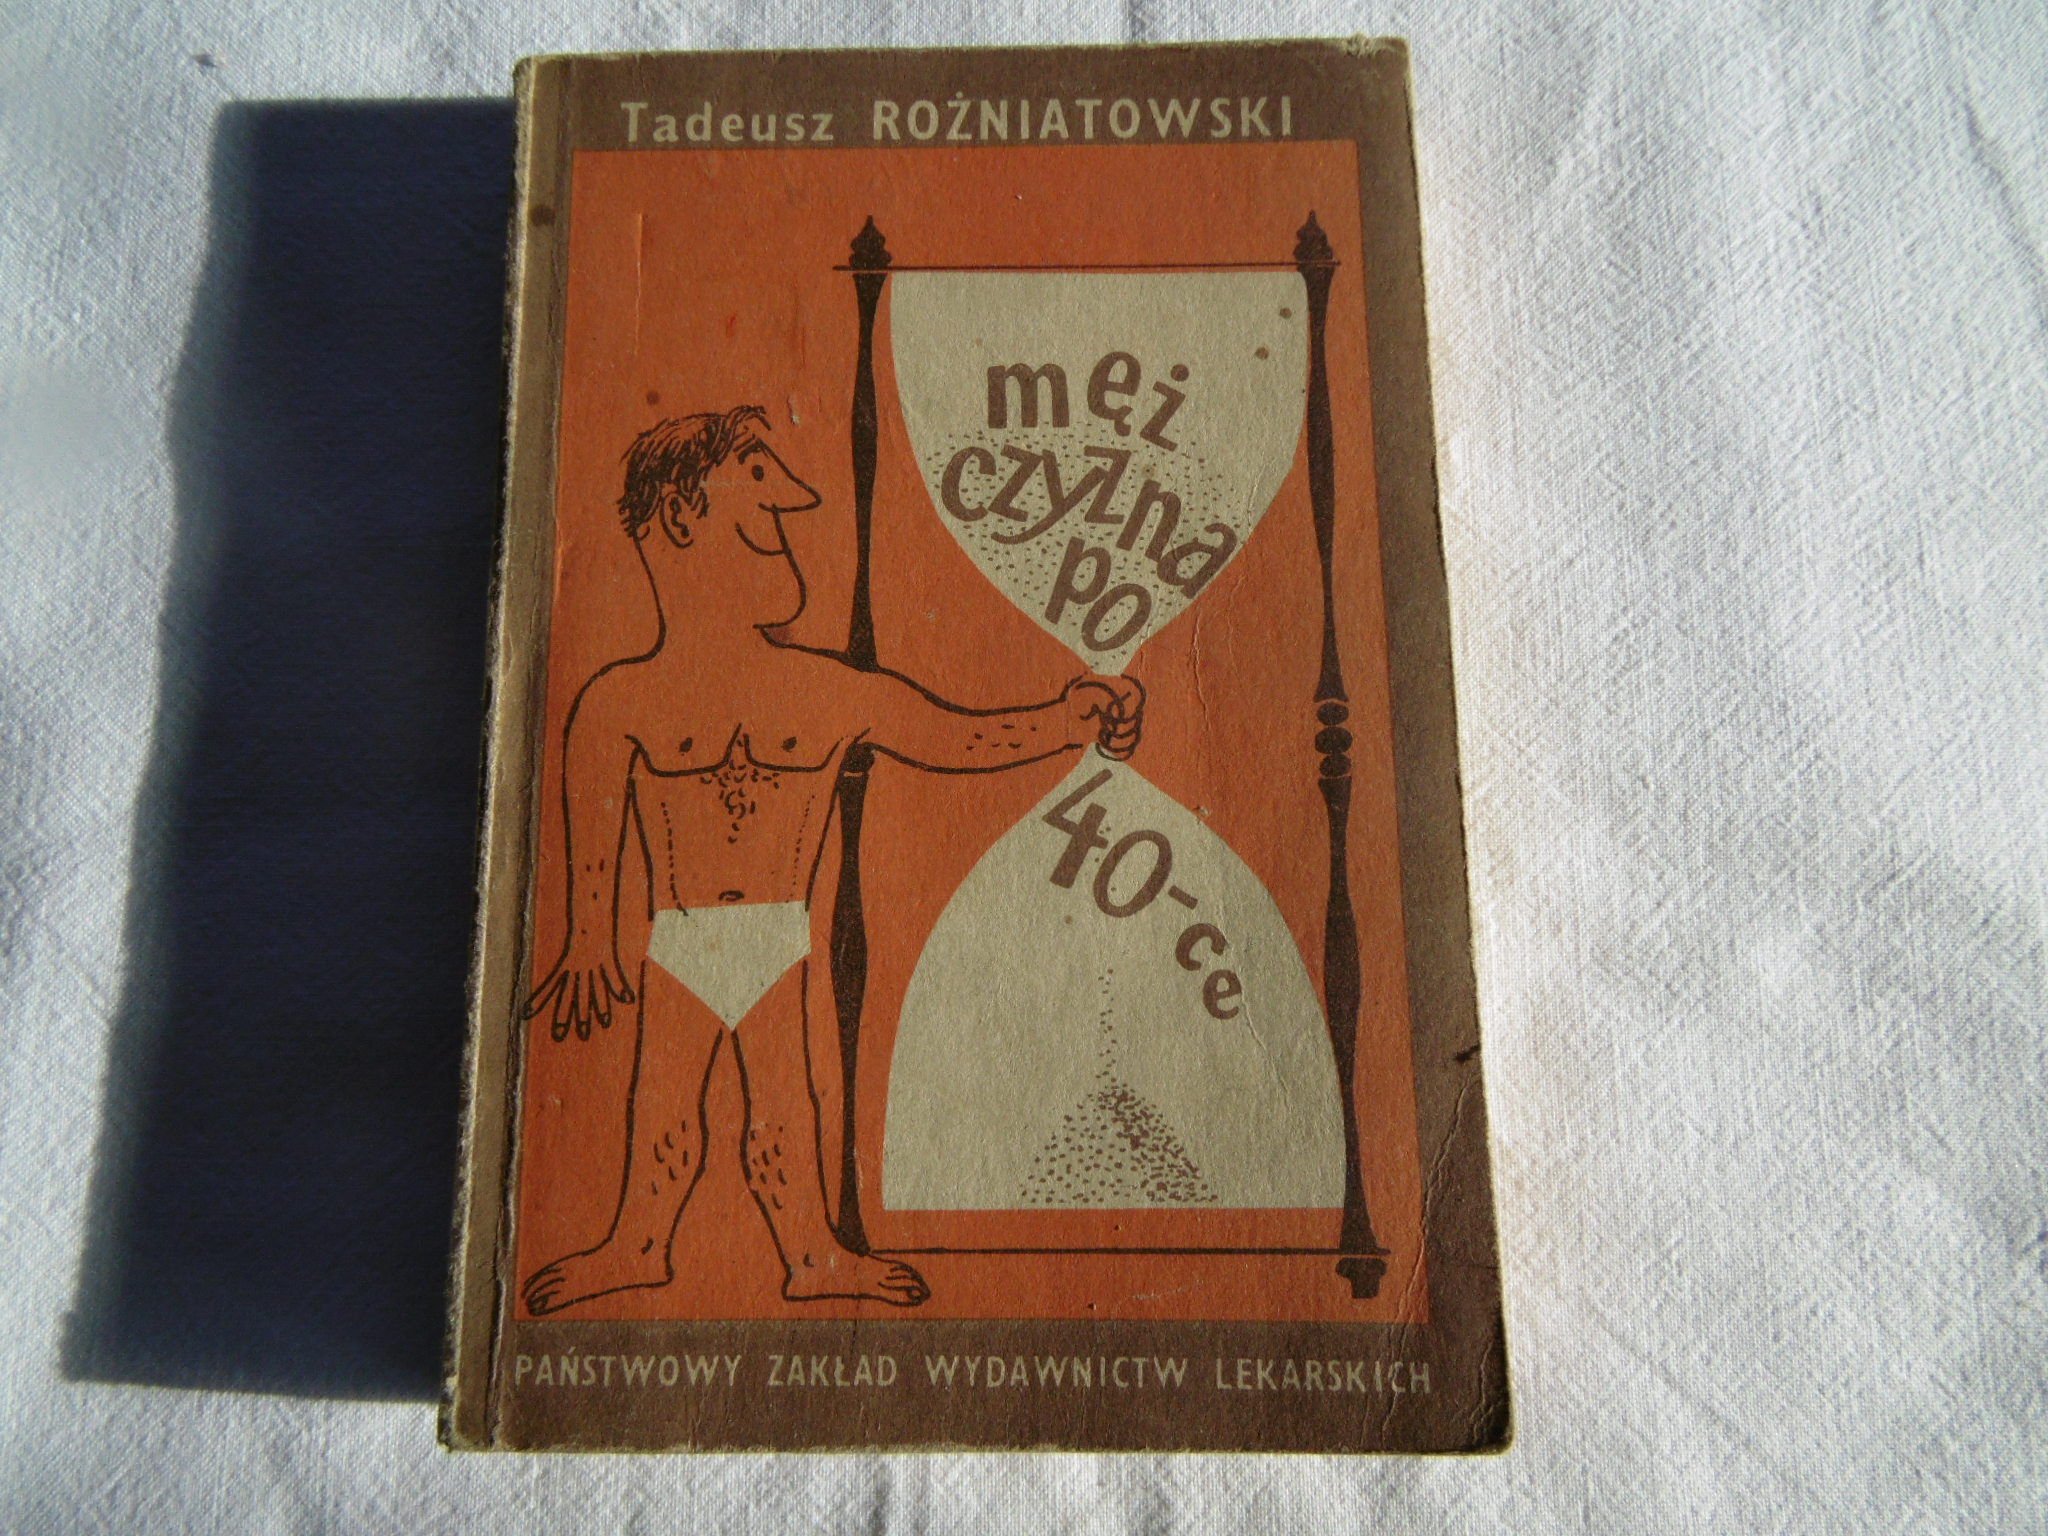 Tadeusz ROŻNIATOWSKI
męż
czyzna
po
40-ce
PAŃSTWOWY ZAKŁAD WYDAWNICTW LEKARSKICH